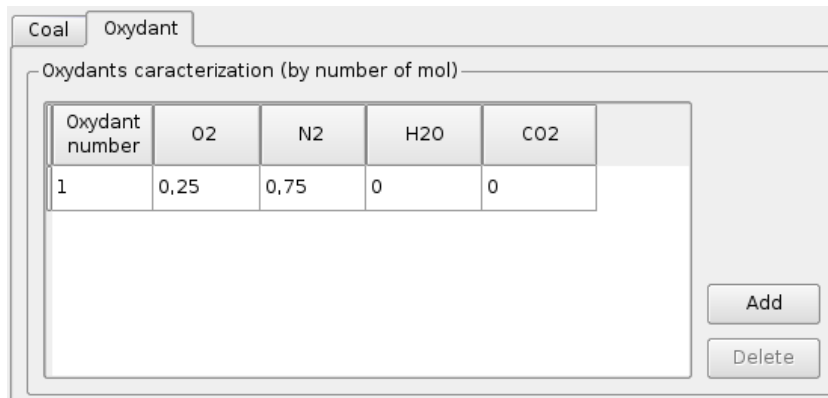 Coal Oxydant
Oxydants caracterization (by number of mol)
Oxydant number O2 N2 H2O CO2
1 0,25 0,75 0 0
Add
Delete